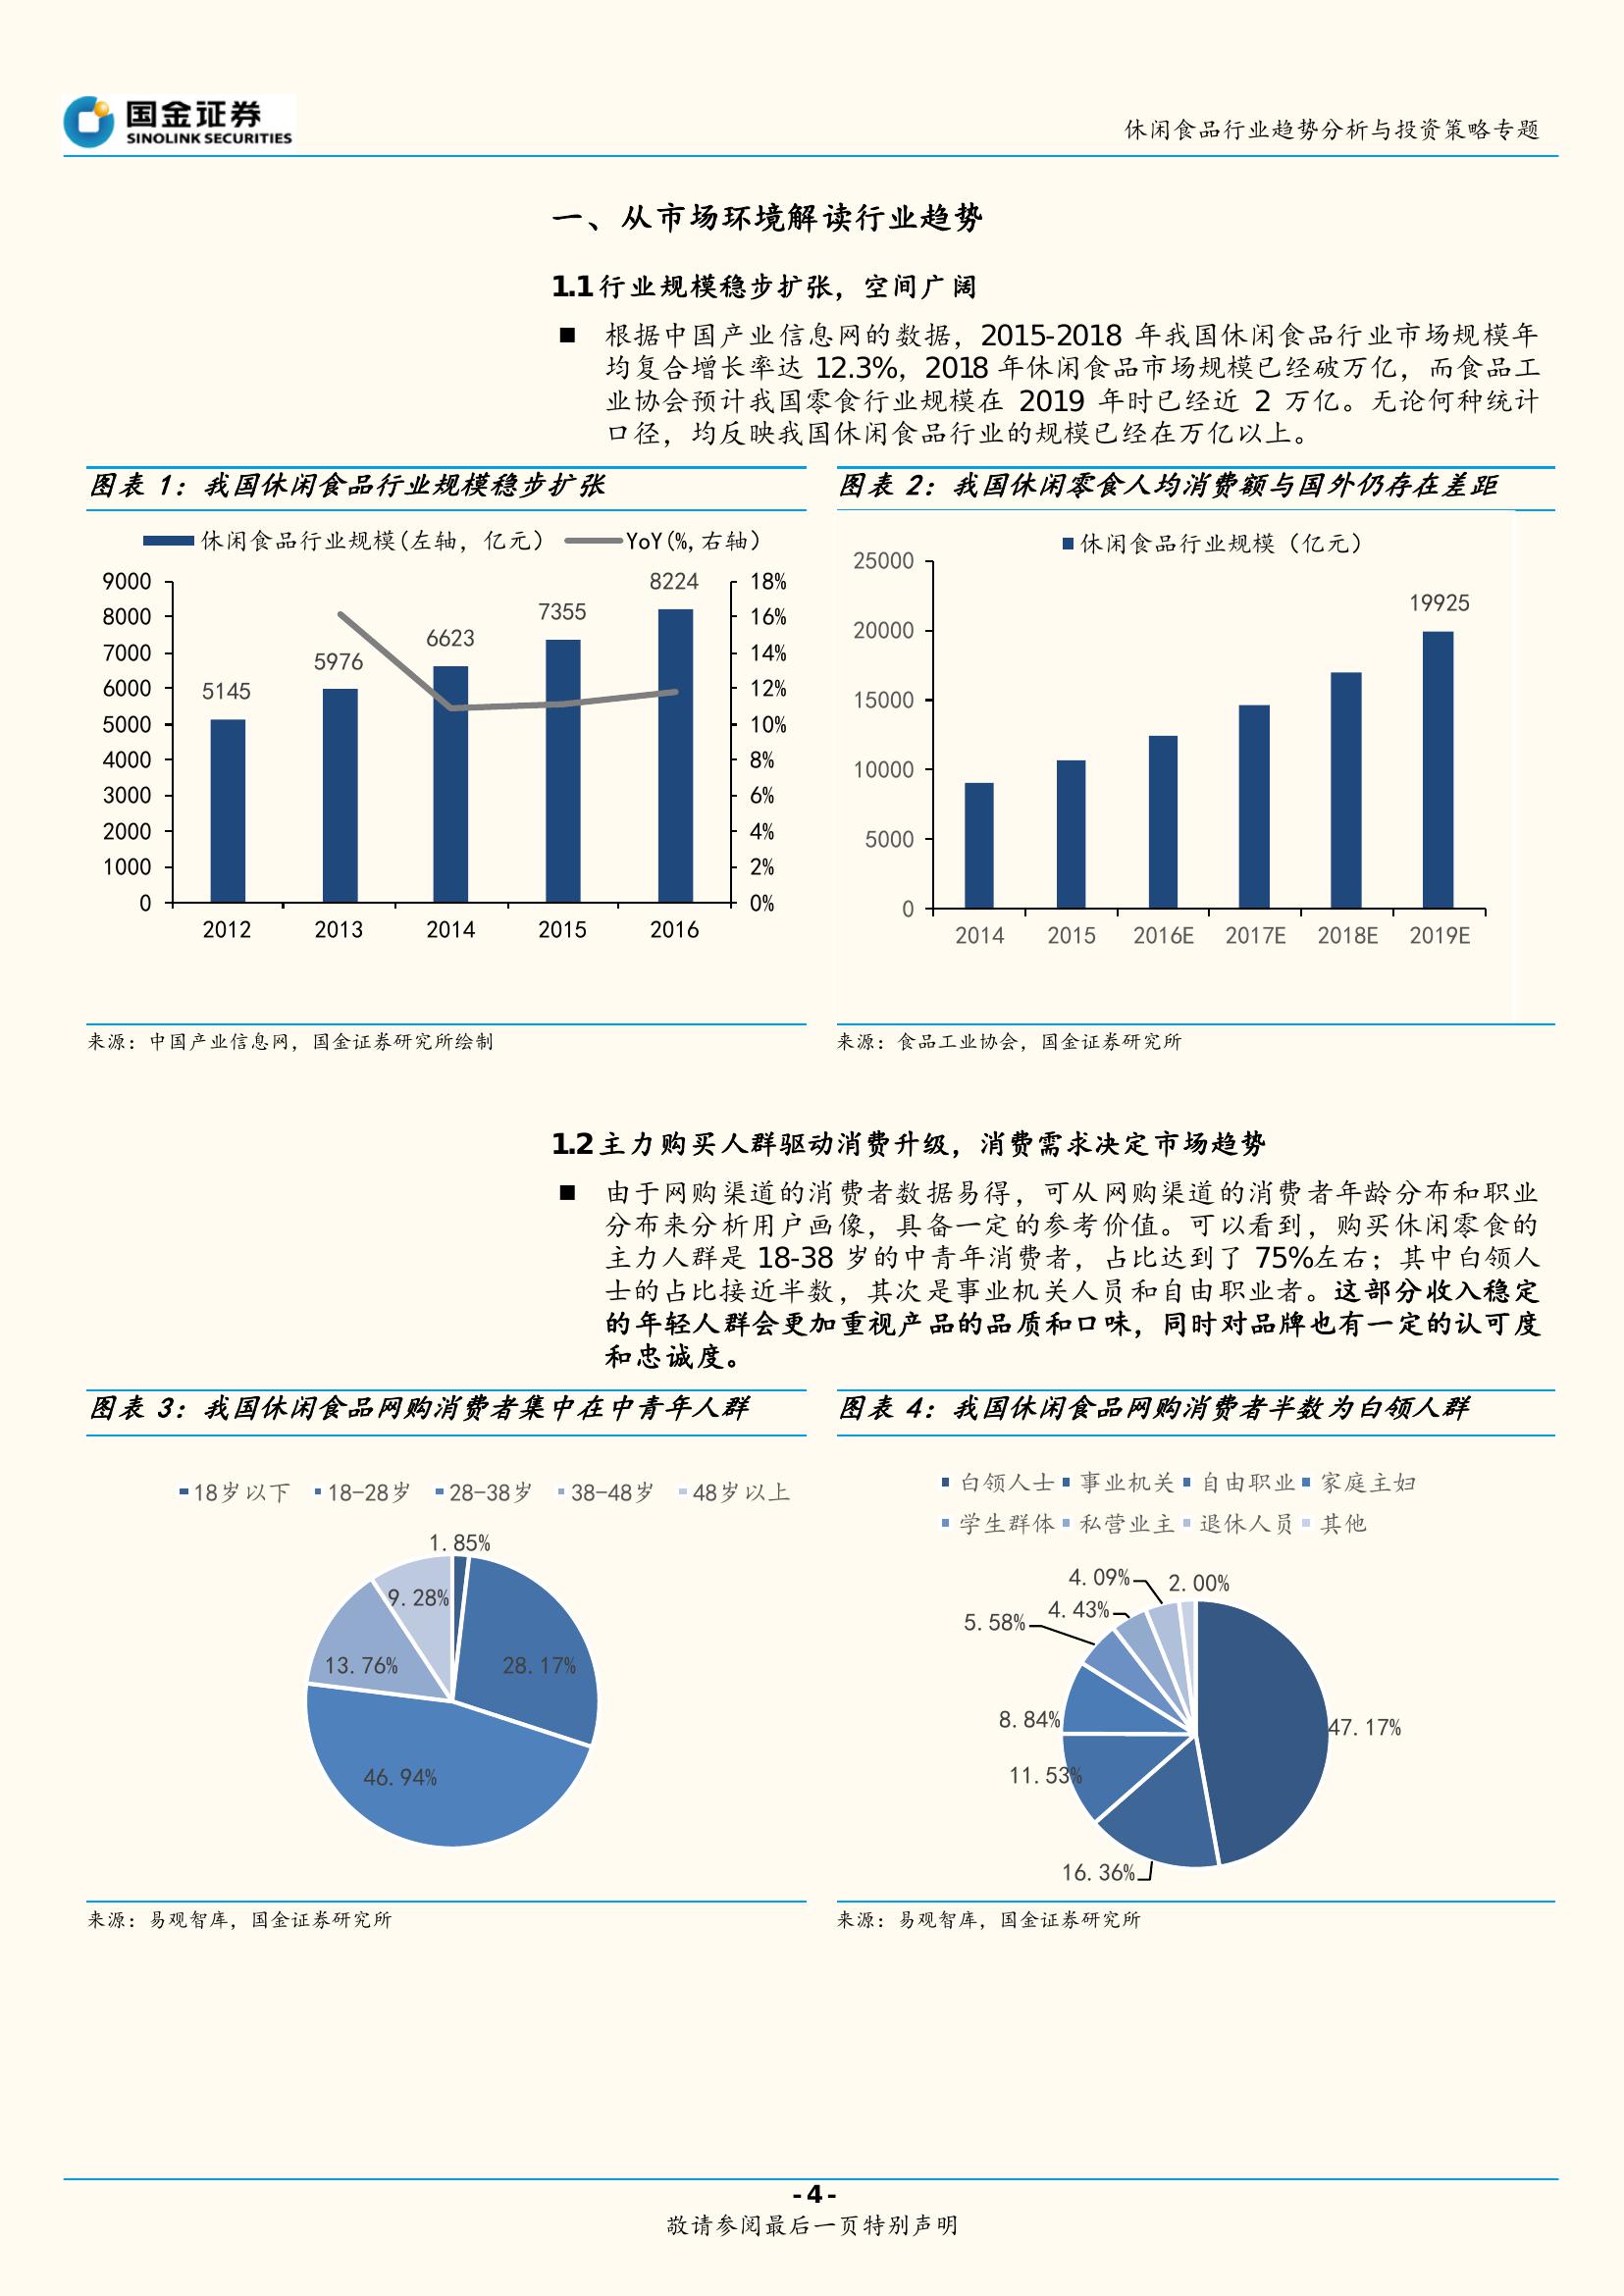 国金证券
SINOLINK SECURITIES
休闲食品行业趋势分析与投资策略专题
一、从市场环境解读行业趋势
1.1行业规模稳步扩张，空间广阔
■ 根据中国产业信息网的数据，2015-2018 年我国休闲食品行业市场规模年
均复合增长率达 12.3%，2018 年休闲食品市场规模已经破万亿，而食品工
业协会预计我国零食行业规模在 2019 年时已经近 2 万亿。无论何种统计
口径，均反映我国休闲食品行业的规模已经在万亿以上。
图表 1：我国休闲食品行业规模稳步扩张
休闲食品行业规模(左轴，亿元) YoY(%,右轴)
9000
8000
7000
6000
5000
4000
3000
2000
1000
0
5145
5976
6623
7355
8224
18%
16%
14%
12%
10%
8%
6%
4%
2%
0%
2012 2013 2014 2015 2016
来源：中国产业信息网，国金证券研究所绘制
图表 2：我国休闲零食人均消费额与国外仍存在差距
休闲食品行业规模（亿元）
25000
20000
15000
10000
5000
0
19925
2014 2015 2016E 2017E 2018E 2019E
来源：食品工业协会，国金证券研究所
1.2主力购买人群驱动消费升级，消费需求决定市场趋势
■ 由于网购渠道的消费者数据易得，可从网购渠道的消费者年龄分布和职业
分布来分析用户画像，具备一定的参考价值。可以看到，购买休闲零食的
主力人群是 18-38 岁的中青年消费者，占比达到了 75%左右；其中白领人
士的占比接近半数，其次是事业机关人员和自由职业者。这部分收入稳定
的年轻人群会更加重视产品的品质和口味，同时对品牌也有一定的认可度
和忠诚度。
图表 3：我国休闲食品网购消费者集中在中青年人群
18岁以下 18-28岁 28-38岁 38-48岁 48岁以上
1.85%
9.28%
13.76%
28.17%
46.94%
来源：易观智库，国金证券研究所
图表 4：我国休闲食品网购消费者半数为白领人群
白领人士 事业机关 自由职业 家庭主妇
学生群体 私营业主 退休人员 其他
4.09% 2.00%
5.58% 4.43%
8.84%
47.17%
11.53%
16.36%
来源：易观智库，国金证券研究所
- 4 -
敬请参阅最后一页特别声明